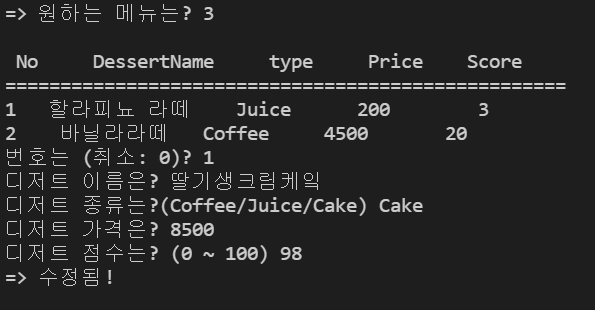 => 원하는 메뉴는? 3
No DessertName type Price Score
=========================================================
1 할라피뇨 라떼 Juice 200 3
2 바닐라라떼 Coffee 4500 20
번호는 (취소: 0)? 1
디저트 이름은? 딸기생크림케잌
디저트 종류는?(Coffee/Juice/Cake) Cake
디저트 가격은? 8500
디저트 점수는? (0 ~ 100) 98
=> 수정됨!